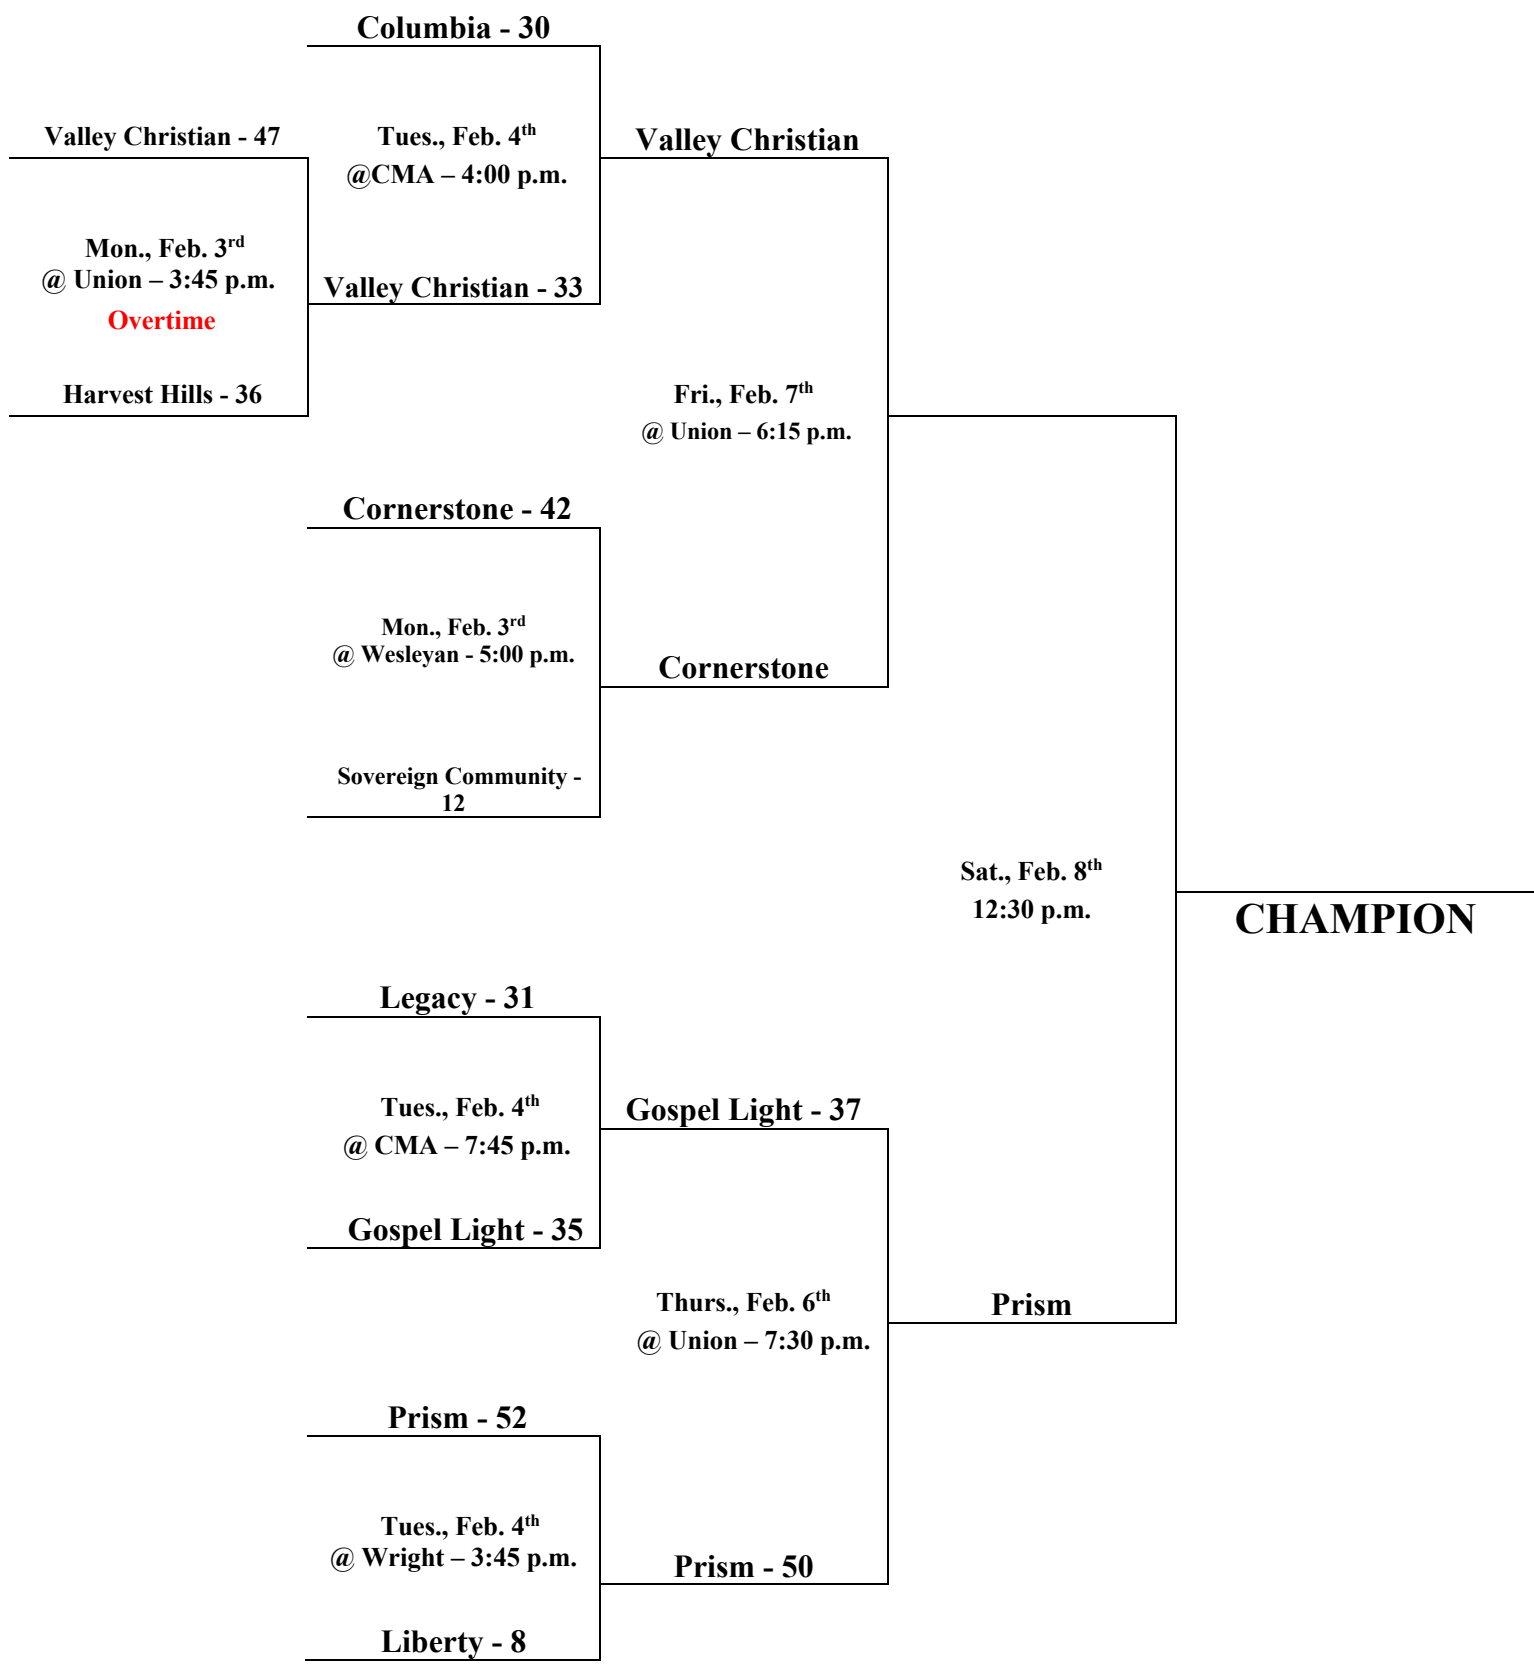 Columbia - 30
Valley Christian - 47
Tues., Feb. 4th
@CMA – 4:00 p.m.
Valley Christian
Mon., Feb. 3rd
@ Union – 3:45 p.m.
Overtime
Valley Christian - 33
Harvest Hills - 36
Fri., Feb. 7th
@ Union – 6:15 p.m.
Cornerstone - 42
Mon., Feb. 3rd
@ Wesleyan - 5:00 p.m.
Cornerstone
Sovereign Community -
12
Sat., Feb. 8th
12:30 p.m.
CHAMPION
Legacy - 31
Tues., Feb. 4th
@ CMA – 7:45 p.m.
Gospel Light - 37
Gospel Light - 35
Thurs., Feb. 6th
@ Union – 7:30 p.m.
Prism
Prism - 52
Tues., Feb. 4th
@ Wright – 3:45 p.m.
Prism - 50
Liberty - 8